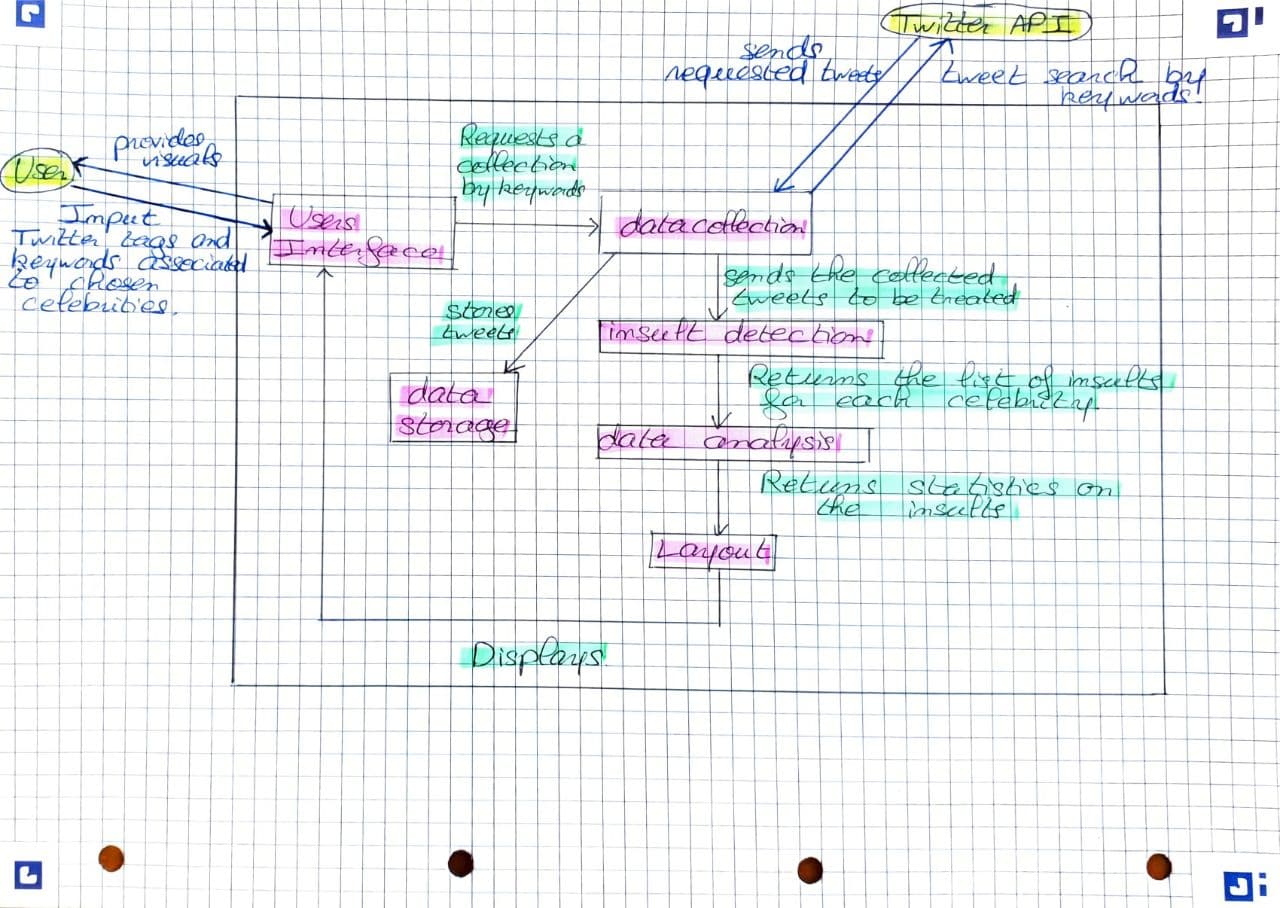 Twitter API
sends
requested tweets
tweet search by
keywords
provides
visuals
User
Input
Twitter tags and
keywords associated
to chosen
celebrities.
Requests a
collection
by keywords
Users
Interface
data collection
sends the collected
tweets to be treated
stores
tweets
insult detection
Returns the list of insults
for each celebrity
data
storage
data analysis
Returns statistics on
the insults
Layout
Displays